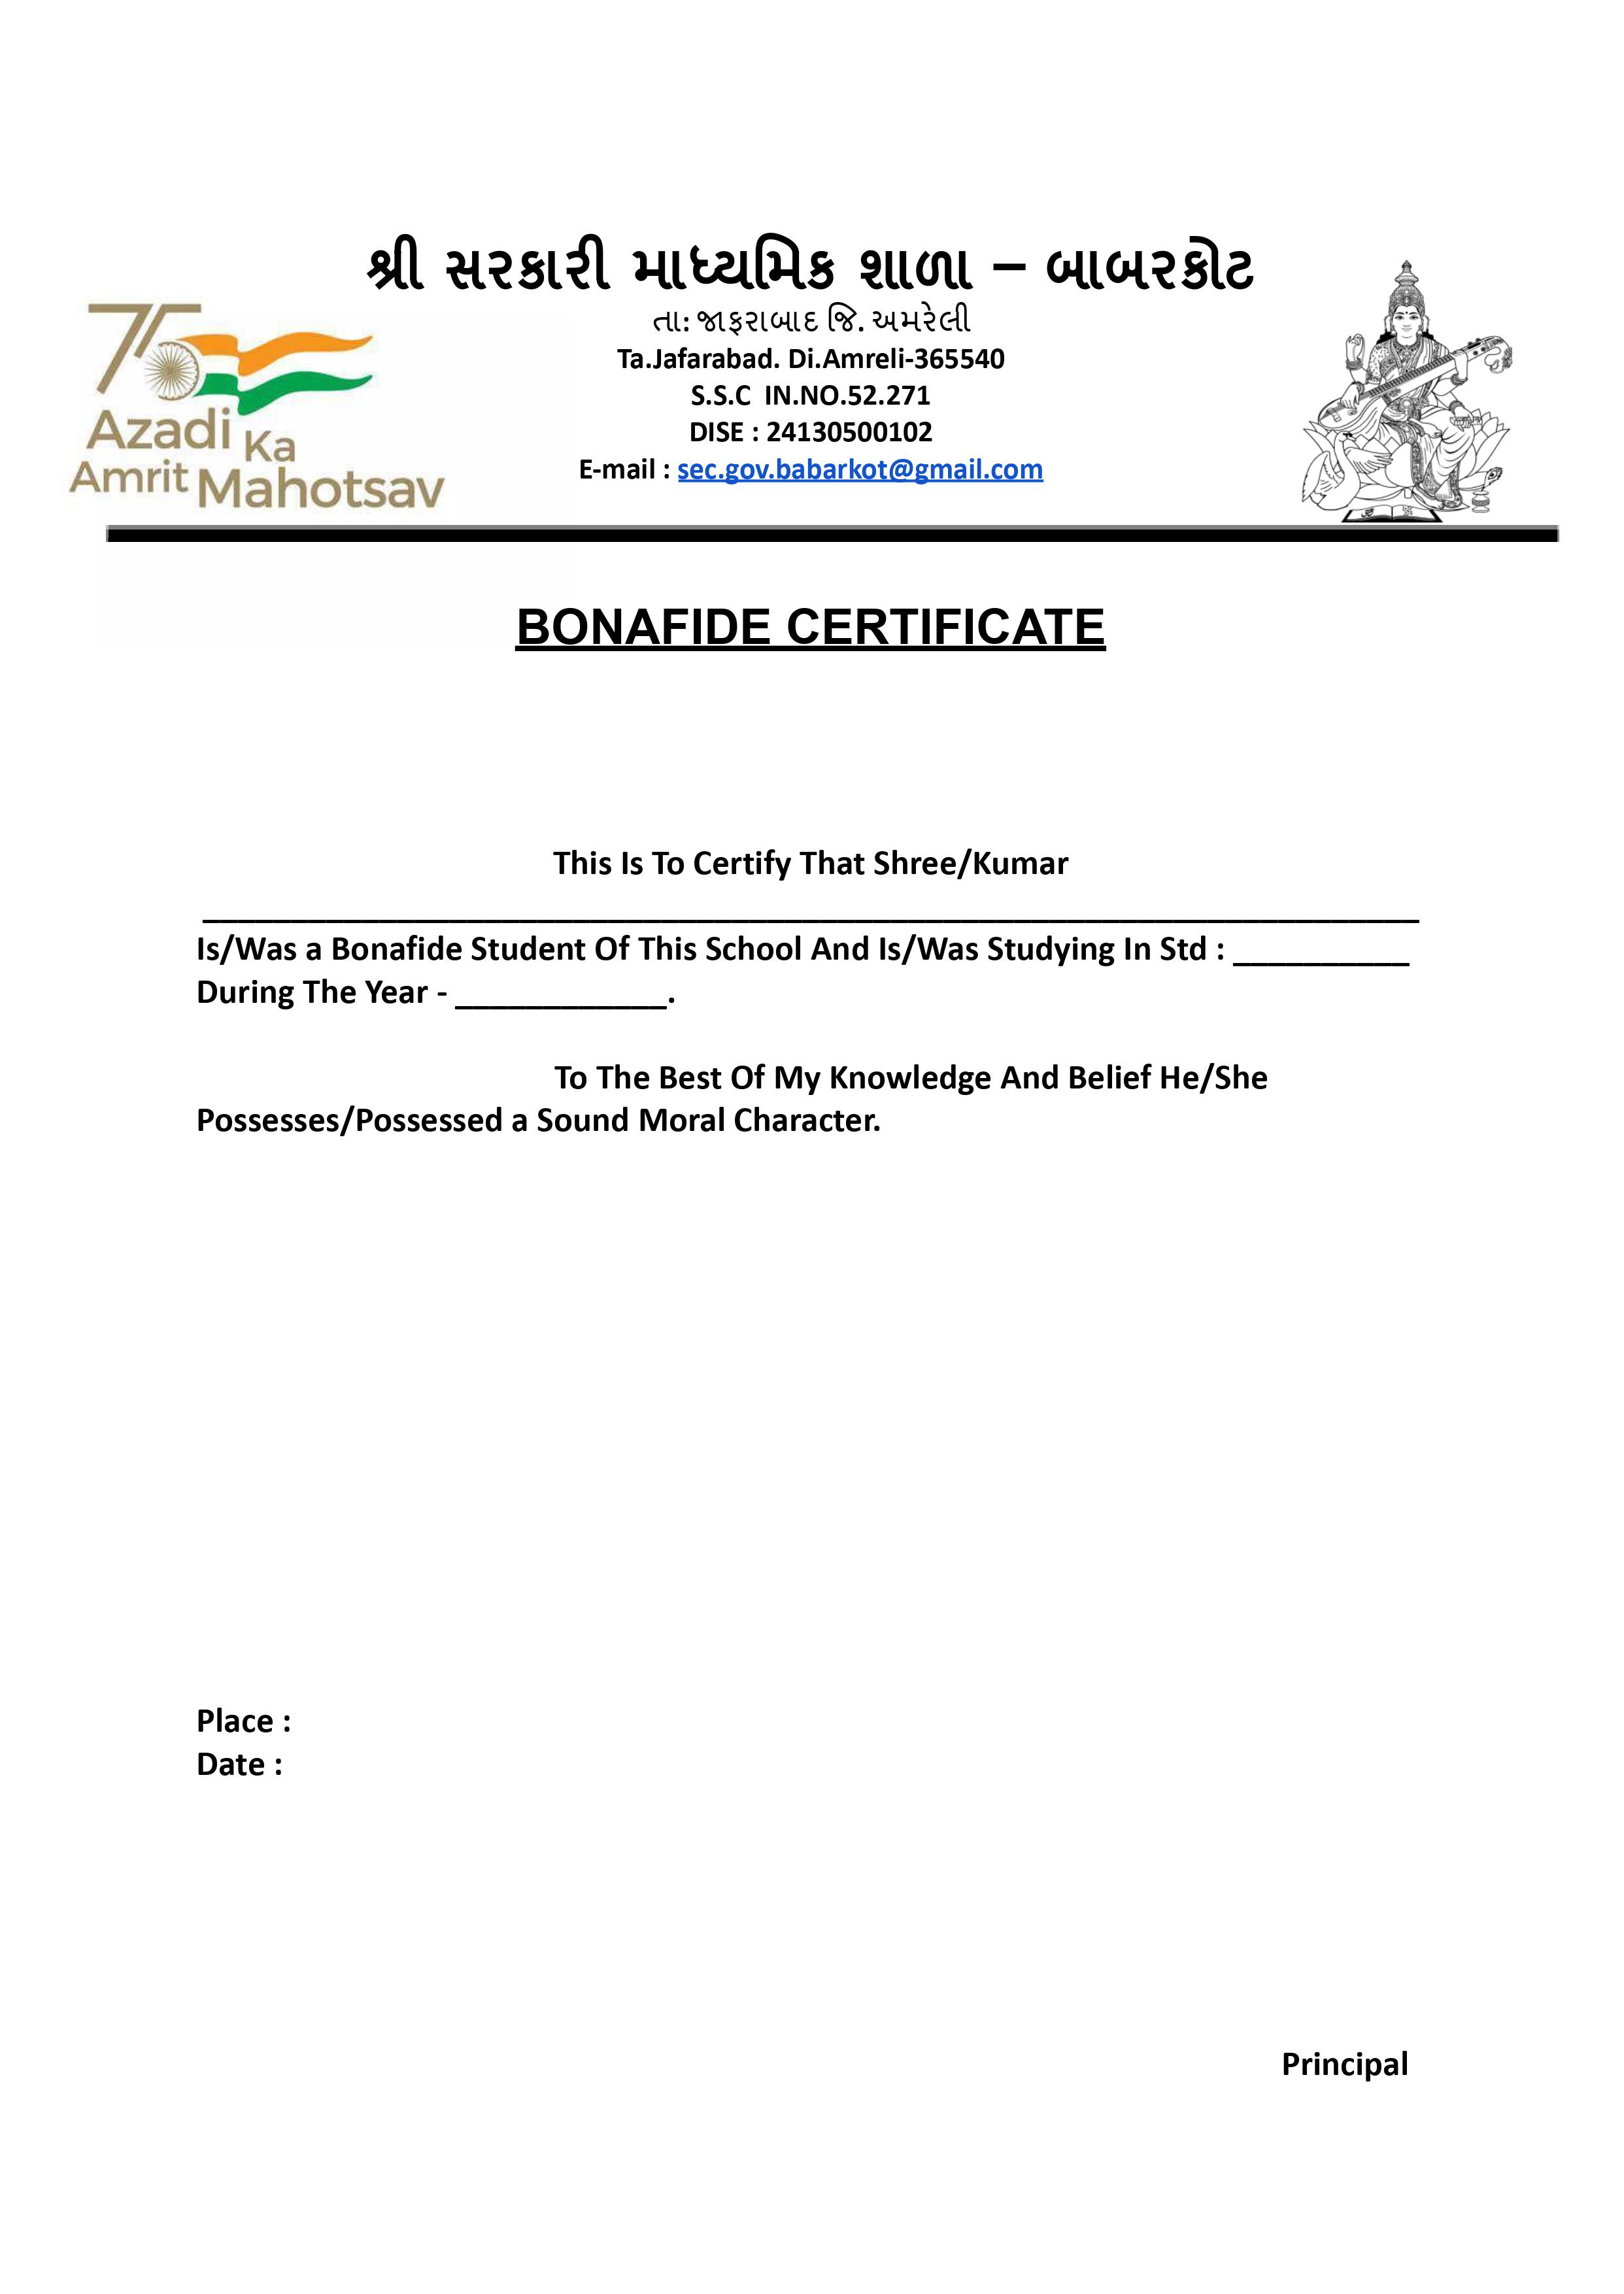 શ્રી સરકારી માધ્યમિક શાળા – બાબરકોટ
તા: જાફરાબાદ જિ. અમરેલી
Ta.Jafarabad. Di.Amreli-365540
S.S.C IN.NO.52.271
DISE : 24130500102
E-mail : sec.gov.babarkot@gmail.com
75
Azadi Ka
Amrit Mahotsav
BONAFIDE CERTIFICATE
This Is To Certify That Shree/Kumar
_____________________________________________________________________
Is/Was a Bonafide Student Of This School And Is/Was Studying In Std : __________
During The Year - ____________.
To The Best Of My Knowledge And Belief He/She
Possesses/Possessed a Sound Moral Character.
Place :
Date :
Principal